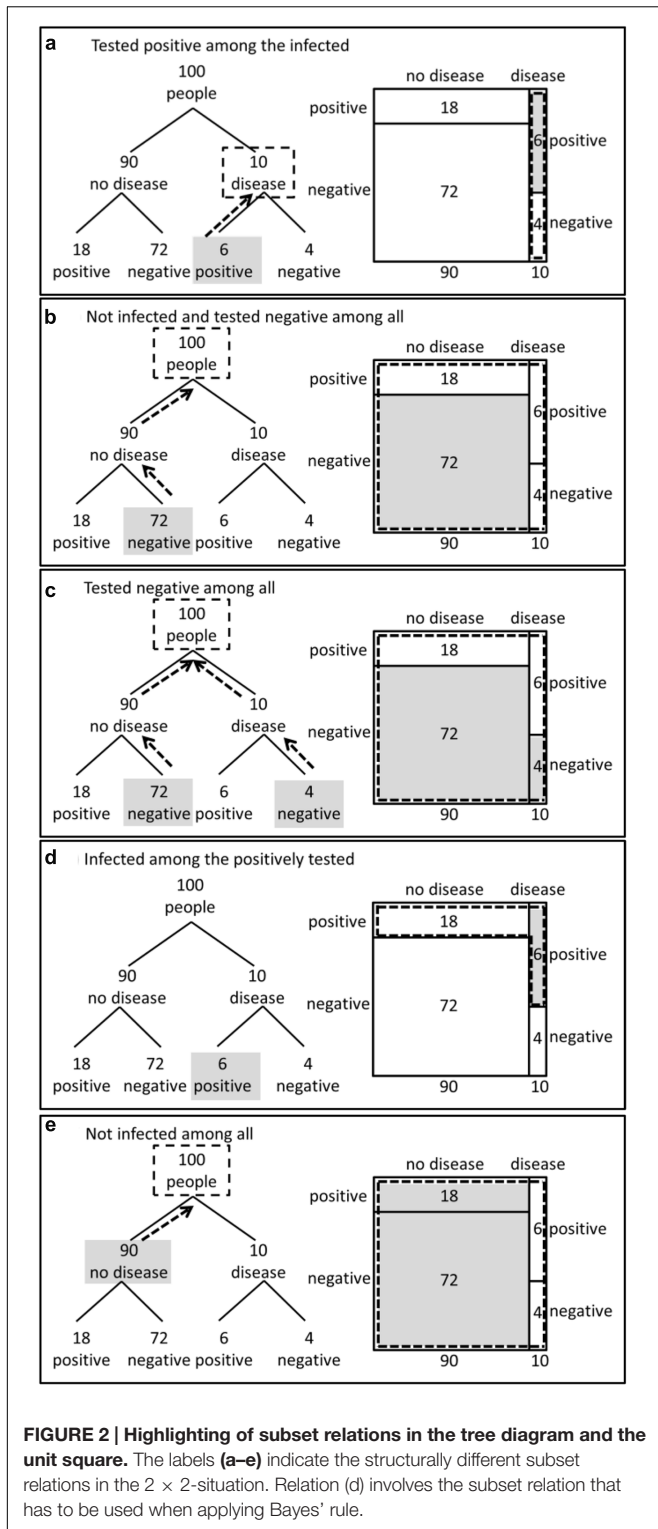 a Tested positive among the infected
100
people
90 10
no disease disease
18 72 6 4
positive negative positive negative
no disease disease
positive 18
6 positive
negative 72
4 negative
90 10
b Not infected and tested negative among all
100
people
90 10
no disease disease
18 72 6 4
positive negative positive negative
no disease disease
positive 18
6 positive
negative 72
4 negative
90 10
c Tested negative among all
100
people
90 10
no disease disease
18 72 6 4
positive negative positive negative
no disease disease
positive 18
6 positive
negative 72
4 negative
90 10
d Infected among the positively tested
100
people
90 10
no disease disease
18 72 6 4
positive negative positive negative
no disease disease
positive 18
6 positive
negative 72
4 negative
90 10
e Not infected among all
100
people
90 10
no disease disease
18 72 6 4
positive negative positive negative
no disease disease
positive 18
6 positive
negative 72
4 negative
90 10
FIGURE 2 | Highlighting of subset relations in the tree diagram and the
unit square. The labels (a–e) indicate the structurally different subset
relations in the 2 × 2-situation. Relation (d) involves the subset relation that
has to be used when applying Bayes' rule.